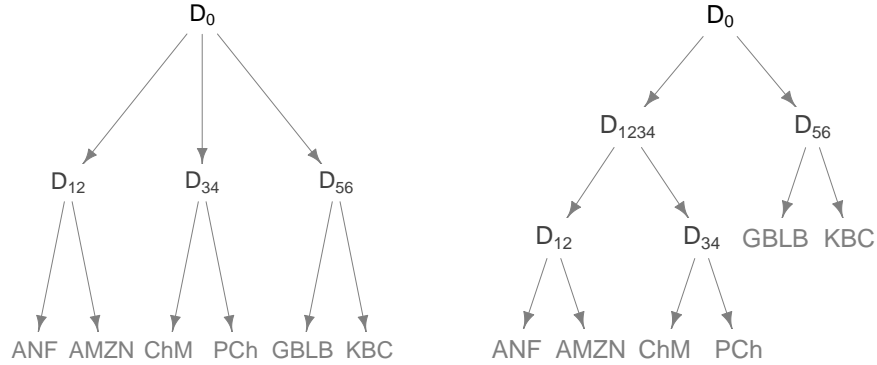 D₀
D₁₂ D₃₄ D₅₆
ANF AMZN ChM PCh GBLB KBC
D₀
D₁₂₃₄ D₅₆
D₁₂ D₃₄ GBLB KBC
ANF AMZN ChM PCh